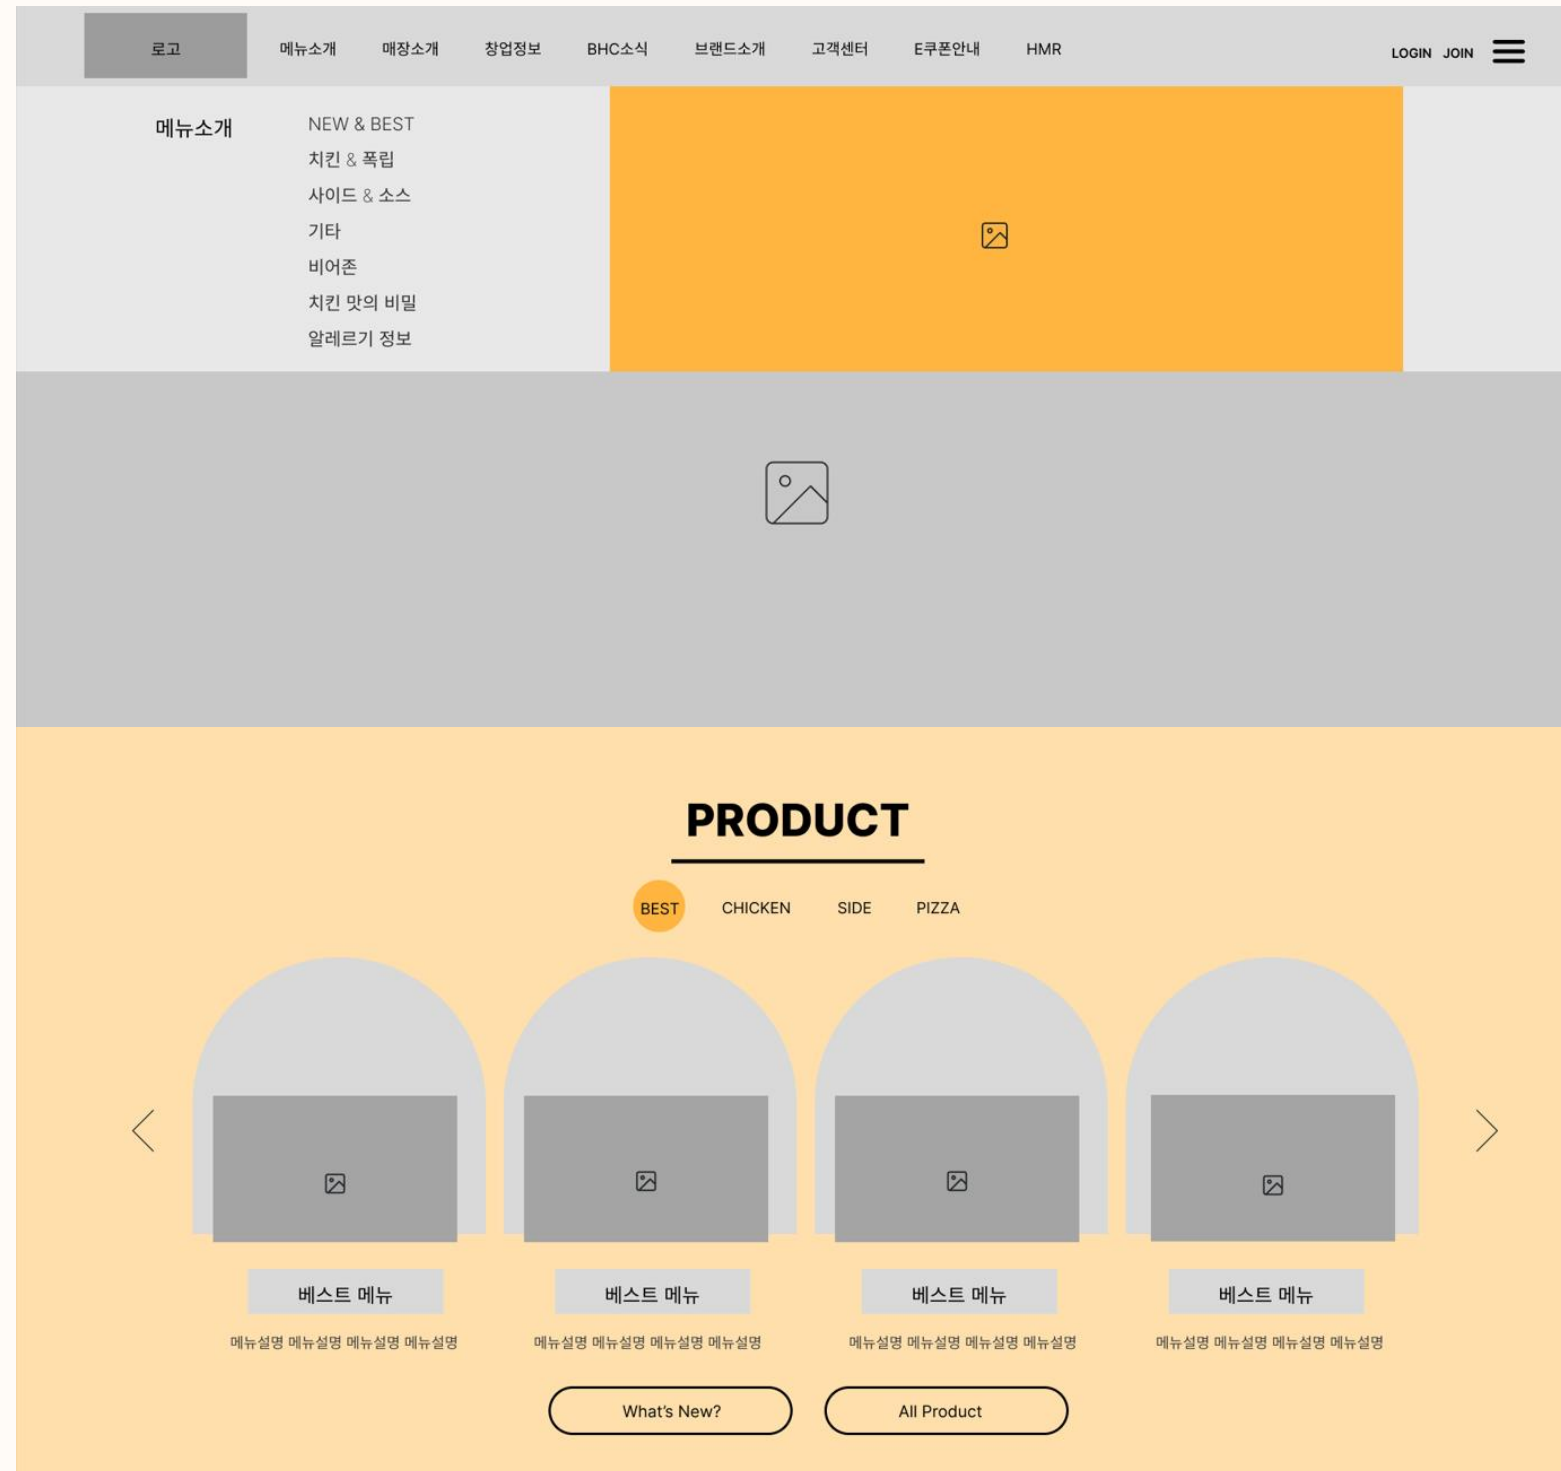 로고 메뉴소개 매장소개 창업정보 BHC소식 브랜드소개 고객센터 E쿠폰안내 HMR LOGIN JOIN
메뉴소개
NEW & BEST
치킨 & 폭립
사이드 & 소스
기타
비어존
치킨 맛의 비밀
알레르기 정보
PRODUCT
BEST CHICKEN SIDE PIZZA
베스트 메뉴 베스트 메뉴 베스트 메뉴 베스트 메뉴
메뉴설명 메뉴설명 메뉴설명 메뉴설명 메뉴설명 메뉴설명 메뉴설명 메뉴설명 메뉴설명 메뉴설명 메뉴설명 메뉴설명 메뉴설명 메뉴설명 메뉴설명 메뉴설명
What's New? All Product